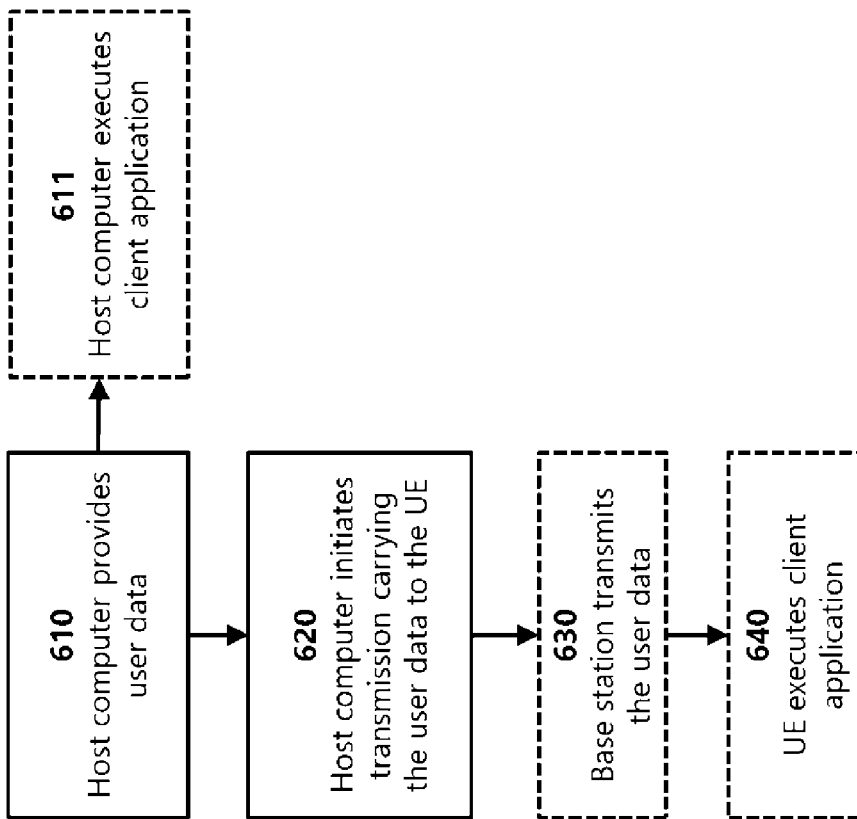 610
Host computer provides
user data
611
Host computer executes
client application
620
Host computer initiates
transmission carrying
the user data to the UE
630
Base station transmits
the user data
640
UE executes client
application